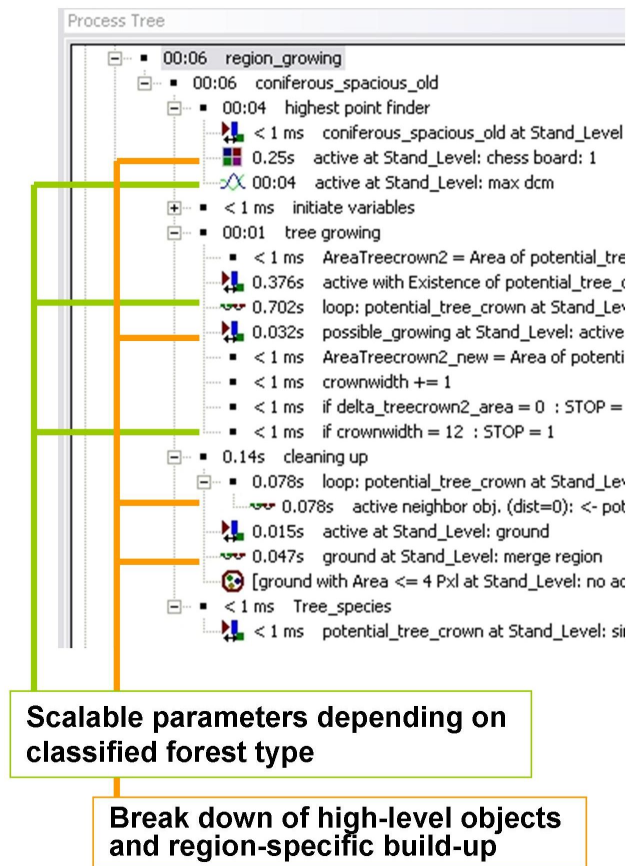 Process Tree
00:06 region_growing
00:06 coniferous_spacious_old
00:04 highest point finder
< 1 ms coniferous_spacious_old at Stand_Level
0.25s active at Stand_Level: chess board: 1
00:04 active at Stand_Level: max dcm
< 1 ms initiate variables
00:01 tree growing
< 1 ms AreaTreecrown2 = Area of potential_tre
0.376s active with Existence of potential_tree_c
0.702s loop: potential_tree_crown at Stand_Lev
0.032s possible_growing at Stand_Level: active
< 1 ms AreaTreecrown2_new = Area of potenti
< 1 ms crownwidth += 1
< 1 ms if delta_treecrown2_area = 0 : STOP =
< 1 ms if crownwidth = 12 : STOP = 1
0.14s cleaning up
0.078s loop: potential_tree_crown at Stand_Lev
0.078s active neighbor obj. (dist=0): <- pot
0.015s active at Stand_Level: ground
0.047s ground at Stand_Level: merge region
[ground with Area <= 4 Pxl at Stand_Level: no ac
< 1 ms Tree_species
< 1 ms potential_tree_crown at Stand_Level: sin
Scalable parameters depending on
classified forest type
Break down of high-level objects
and region-specific build-up